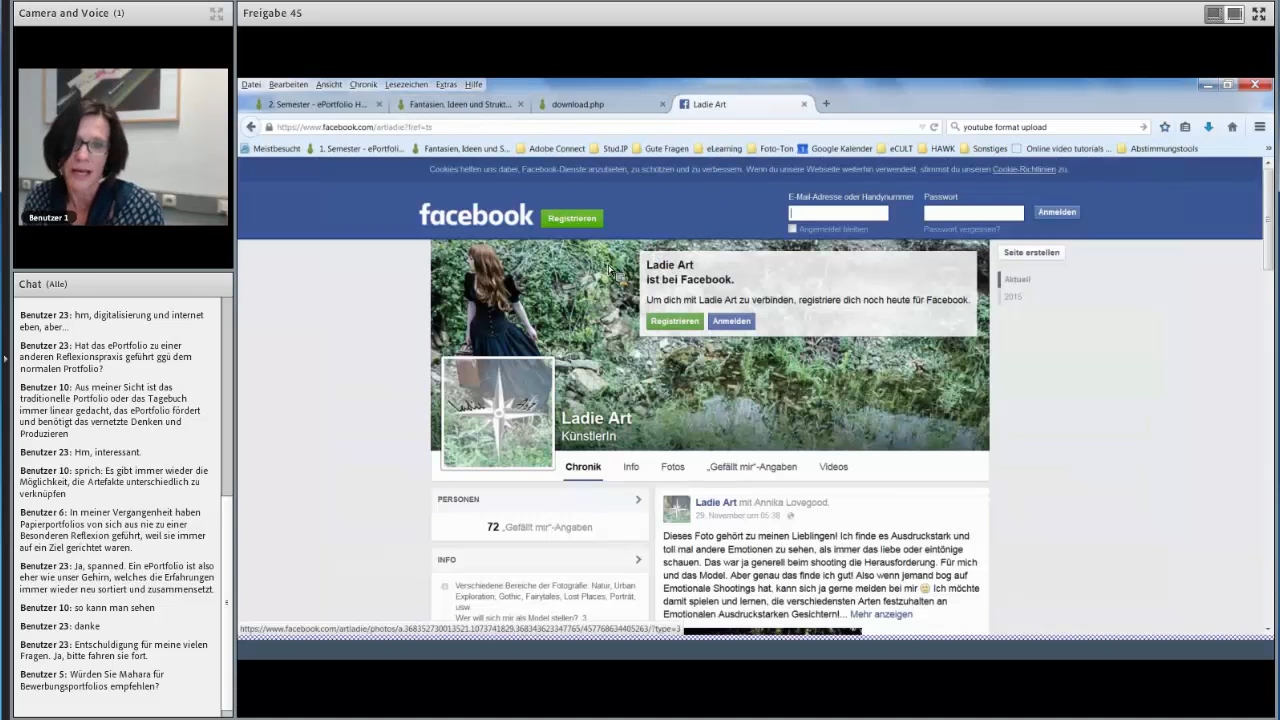 Camera and Voice (1)
Benutzer 1
Chat (Alle)
Benutzer 23: hm, digitalisierung und internet
eben, aber...
Benutzer 23: Hat das ePortfolio zu einer
anderen Reflexionspraxis geführt ggü dem
normalen Protfolio?
Benutzer 10: Aus meiner Sicht ist das
traditionelle Portfolio oder das Tagebuch
immer linear gedacht, das ePortfolio fördert
und benötigt das vernetzte Denken und
Produzieren
Benutzer 23: Hm, interessant.
Benutzer 10: sprich: Es gibt immer wieder die
Möglichkeit, die Artefakte unterschiedlich zu
verknüpfen
Benutzer 6: In meiner Vergangenheit haben
Papierportfolios von sich aus nie zu einer
Besonderen Reflexion geführt, weil sie immer
auf ein Ziel gerichtet waren.
Benutzer 23: Ja, spannend. Ein ePortfolio ist also
eher wie unser Gehirn, welches die Erfahrungen
immer wieder neu sortiert und zusammensetzt.
Benutzer 10: so kann man sehen
Benutzer 23: danke
Benutzer 23: Entschuldigung für meine vielen
Fragen. Ja, bitte fahren sie fort.
Benutzer 5: Würden Sie Mahara für
Bewerbungsportfolios empfehlen?
Freigabe 45
Datei Bearbeiten Ansicht Chronik Lesezeichen Extras Hilfe
2. Semester - ePortfolio H... Fantasien, Ideen und Strukt... download.php Ladie Art
https://www.facebook.com/artladie?fref=ts youtube format upload
Meistbesucht 1. Semester - ePortfoli... Fantasien, Ideen und S... Adobe Connect Stud.IP Gute Fragen eLearning Foto-Ton Google Kalender eCULT HAWK Sonstiges Online video tutorials ... Abstimmungstools
Cookies helfen uns dabei, Facebook-Dienste anzubieten, zu schützen und zu verbessern. Wenn du unsere Webseite weiterhin verwendest, stimmst du unseren Cookie-Richtlinien zu.
E-Mail-Adresse oder Handynummer Passwort
facebook Registrieren Anmelden
Angemeldet bleiben Passwort vergessen?
Ladie Art
ist bei Facebook.
Um dich mit Ladie Art zu verbinden, registriere dich noch heute für Facebook.
Registrieren Anmelden
Seite erstellen
Aktuell
2015
Ladie Art
KünstlerIn
Chronik Info Fotos „Gefällt mir“-Angaben Videos
PERSONEN
72 „Gefällt mir“-Angaben
INFO
Verschiedene Bereiche der Fotografie: Natur, Urban
Exploration, Gothic, Fairytales, Lost Places, Porträt,
usw.
Wer will sich mir als Model stellen? :3
Ladie Art mit Annika Lovegood.
29. November um 05:38
Dieses Foto gehört zu meinen Lieblingen! Ich finde es Ausdruckstark und
toll mal andere Emotionen zu sehen, als immer das liebe oder eintönige
schauen. Das war ja generell beim shooting die Herausforderung. Für mich
und das Model. Aber genau das finde ich gut! Also wenn jemand bog auf
Emotionale Shootings hat, kann sich ja gerne melden bei mir Ich möchte
damit spielen und lernen, die verschiedensten Arten festzuhalten an
Emotionalen Ausdruckstarken Gesichtern!... Mehr anzeigen